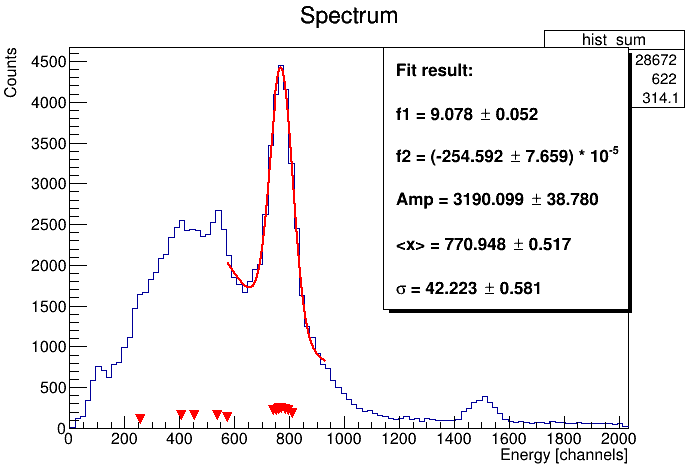 Spectrum
hist_sum
28672
622
314.1
Fit result:
f1 = 9.078 ± 0.052
f2 = (-254.592 ± 7.659) * 10^-5
Amp = 3190.099 ± 38.780
<x> = 770.948 ± 0.517
σ = 42.223 ± 0.581
Counts
4500
4000
3500
3000
2500
2000
1500
1000
500
0
0 200 400 600 800 1000 1200 1400 1600 1800 2000
Energy [channels]